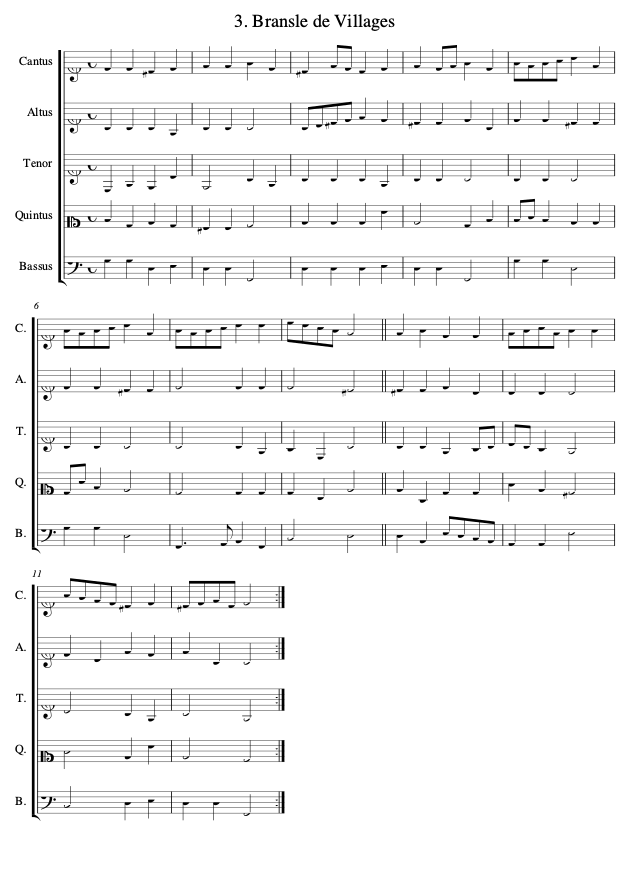 3. Bransle de Villages
Cantus
Altus
Tenor
Quintus
Bassus
6
C.
A.
T.
Q.
B.
11
C.
A.
T.
Q.
B.